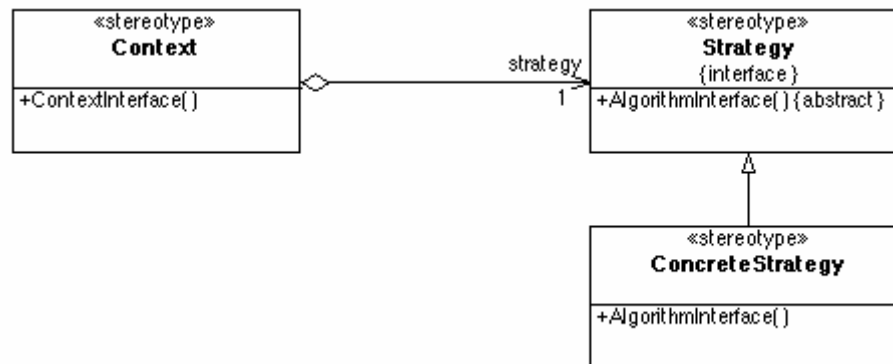 «stereotype»
Context
+ContextInterface()
strategy
1
«stereotype»
Strategy
{interface}
+AlgorithmInterface(){abstract}
«stereotype»
ConcreteStrategy
+AlgorithmInterface()